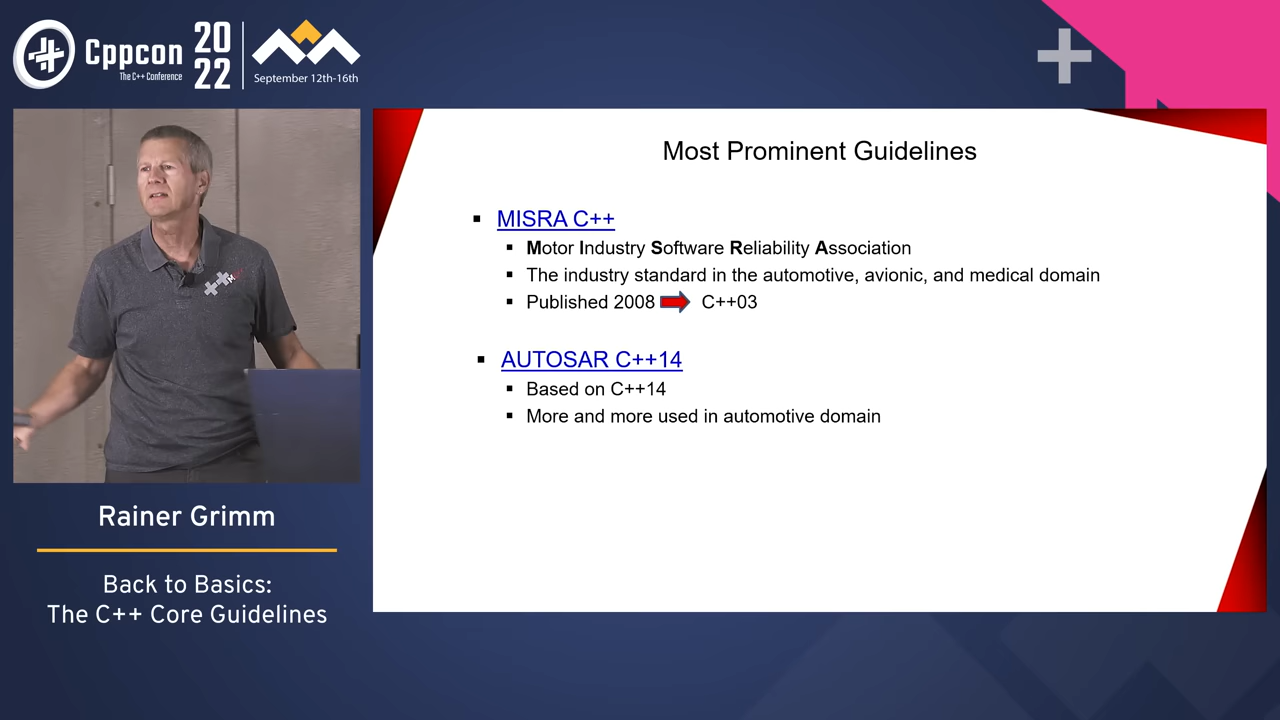 Cppcon
The C++ Conference
20
22
September 12th-16th
Most Prominent Guidelines
▪ MISRA C++
▪ Motor Industry Software Reliability Association
▪ The industry standard in the automotive, avionic, and medical domain
▪ Published 2008 C++03
▪ AUTOSAR C++14
▪ Based on C++14
▪ More and more used in automotive domain
Rainer Grimm
Back to Basics:
The C++ Core Guidelines